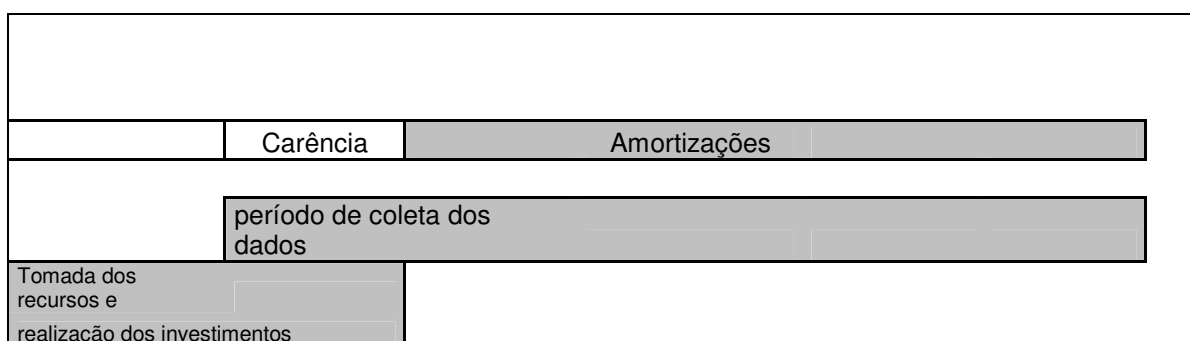 Carência Amortizações
período de coleta dos
dados
Tomada dos
recursos e
realização dos investimentos